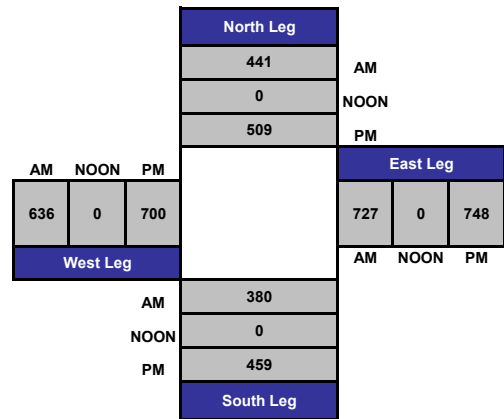 North Leg
441 AM
0 NOON
509 PM
AM NOON PM East Leg
636 0 700 727 0 748
West Leg AM NOON PM
AM 380
NOON 0
PM 459
South Leg